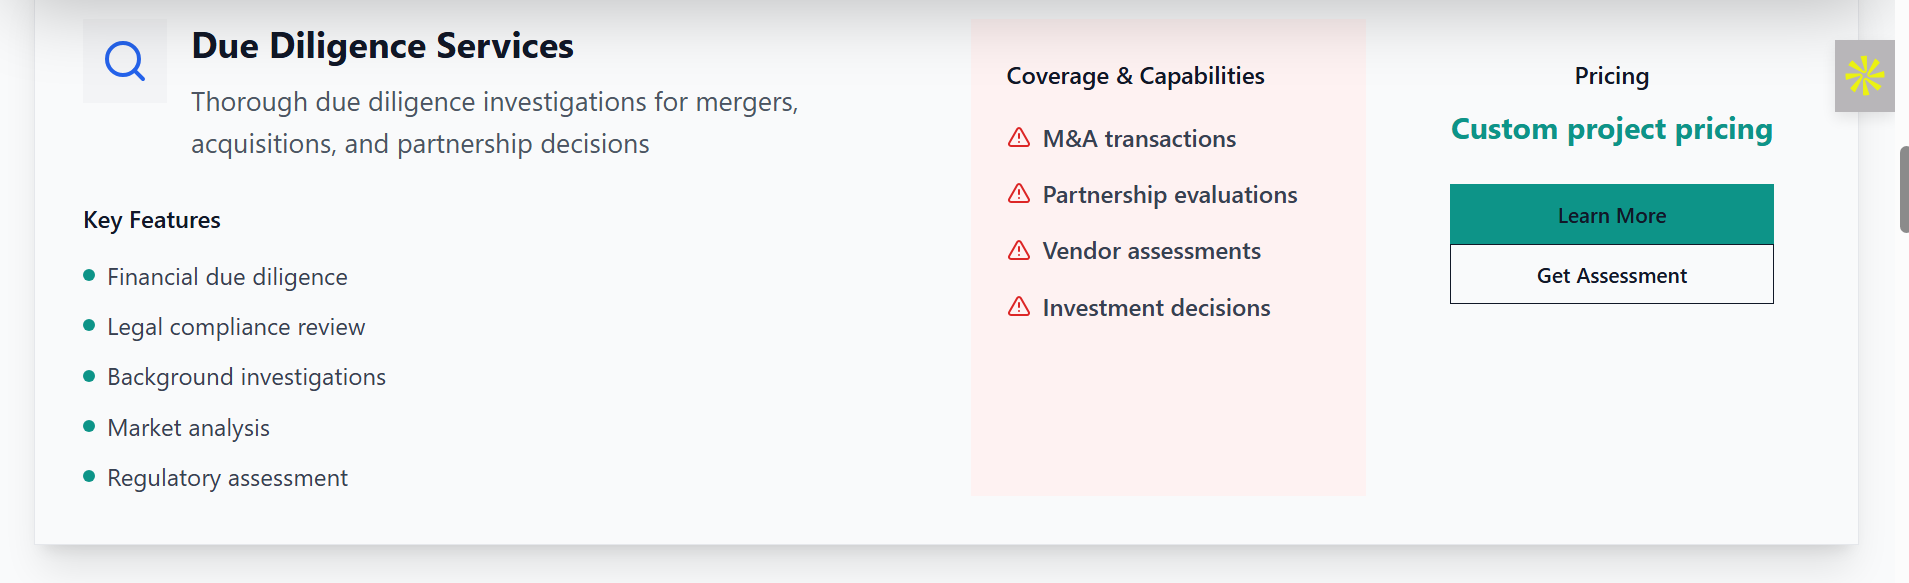 Due Diligence Services
Thorough due diligence investigations for mergers,
acquisitions, and partnership decisions
Key Features
Financial due diligence
Legal compliance review
Background investigations
Market analysis
Regulatory assessment
Coverage & Capabilities
M&A transactions
Partnership evaluations
Vendor assessments
Investment decisions
Pricing
Custom project pricing
Learn More
Get Assessment